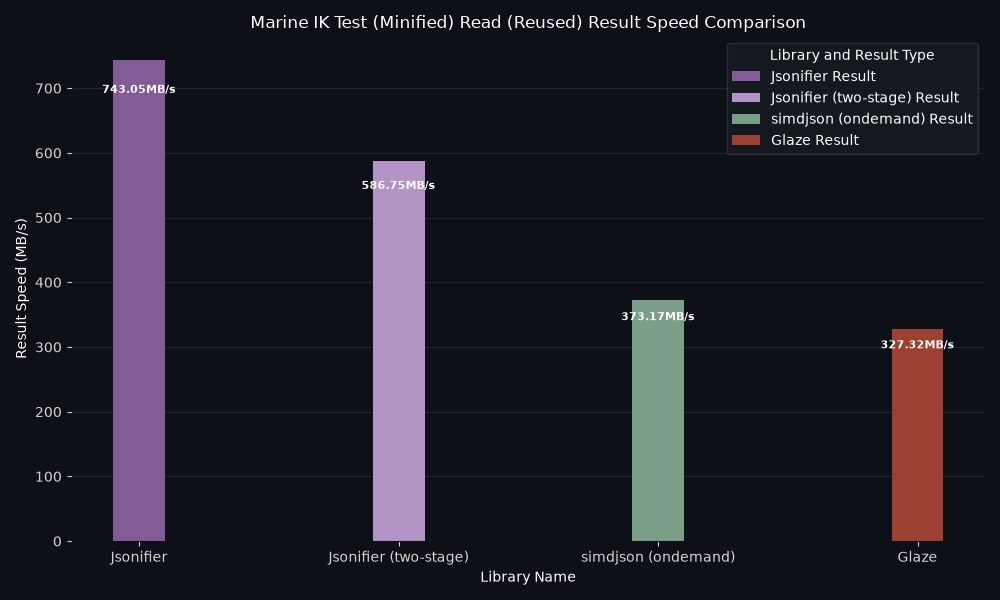 Marine IK Test (Minified) Read (Reused) Result Speed Comparison
Library and Result Type
Jsonifier Result
Jsonifier (two-stage) Result
simdjson (ondemand) Result
Glaze Result
Result Speed (MB/s)
700
600
500
400
300
200
100
0
743.05MB/s
586.75MB/s
373.17MB/s
327.32MB/s
Jsonifier
Jsonifier (two-stage)
simdjson (ondemand)
Glaze
Library Name